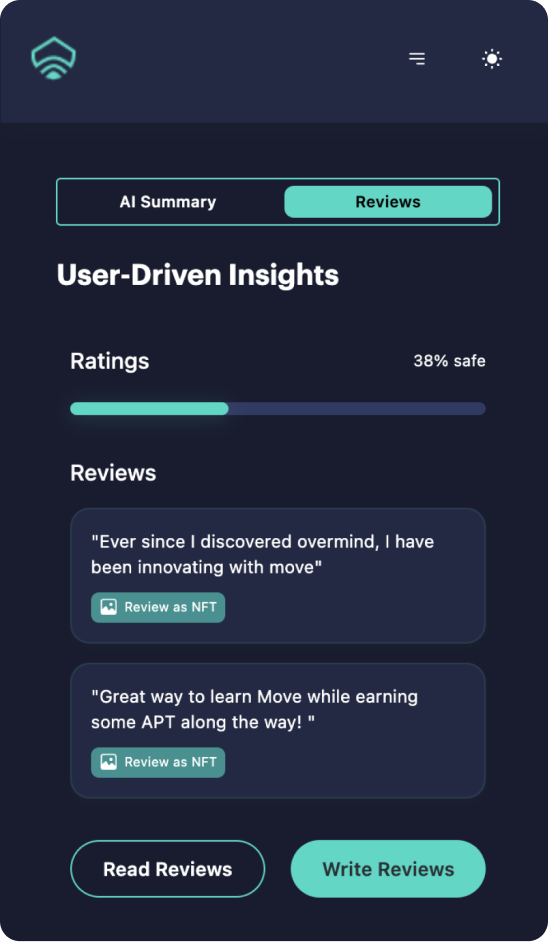 AI Summary
Reviews
User-Driven Insights
Ratings
38% safe
Reviews
"Ever since I discovered overmind, I have
been innovating with move"
Review as NFT
"Great way to learn Move while earning
some APT along the way! "
Review as NFT
Read Reviews
Write Reviews